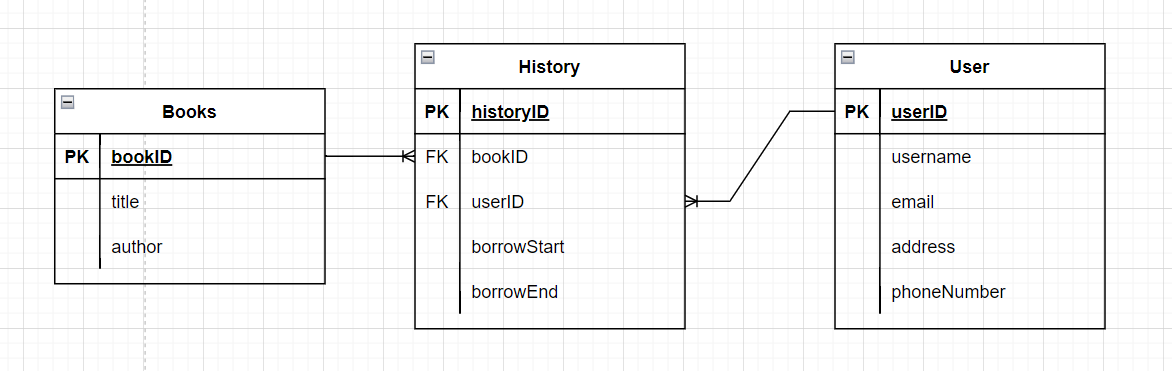 Books
PK bookID
title
author
History
PK historyID
FK bookID
FK userID
borrowStart
borrowEnd
User
PK userID
username
email
address
phoneNumber